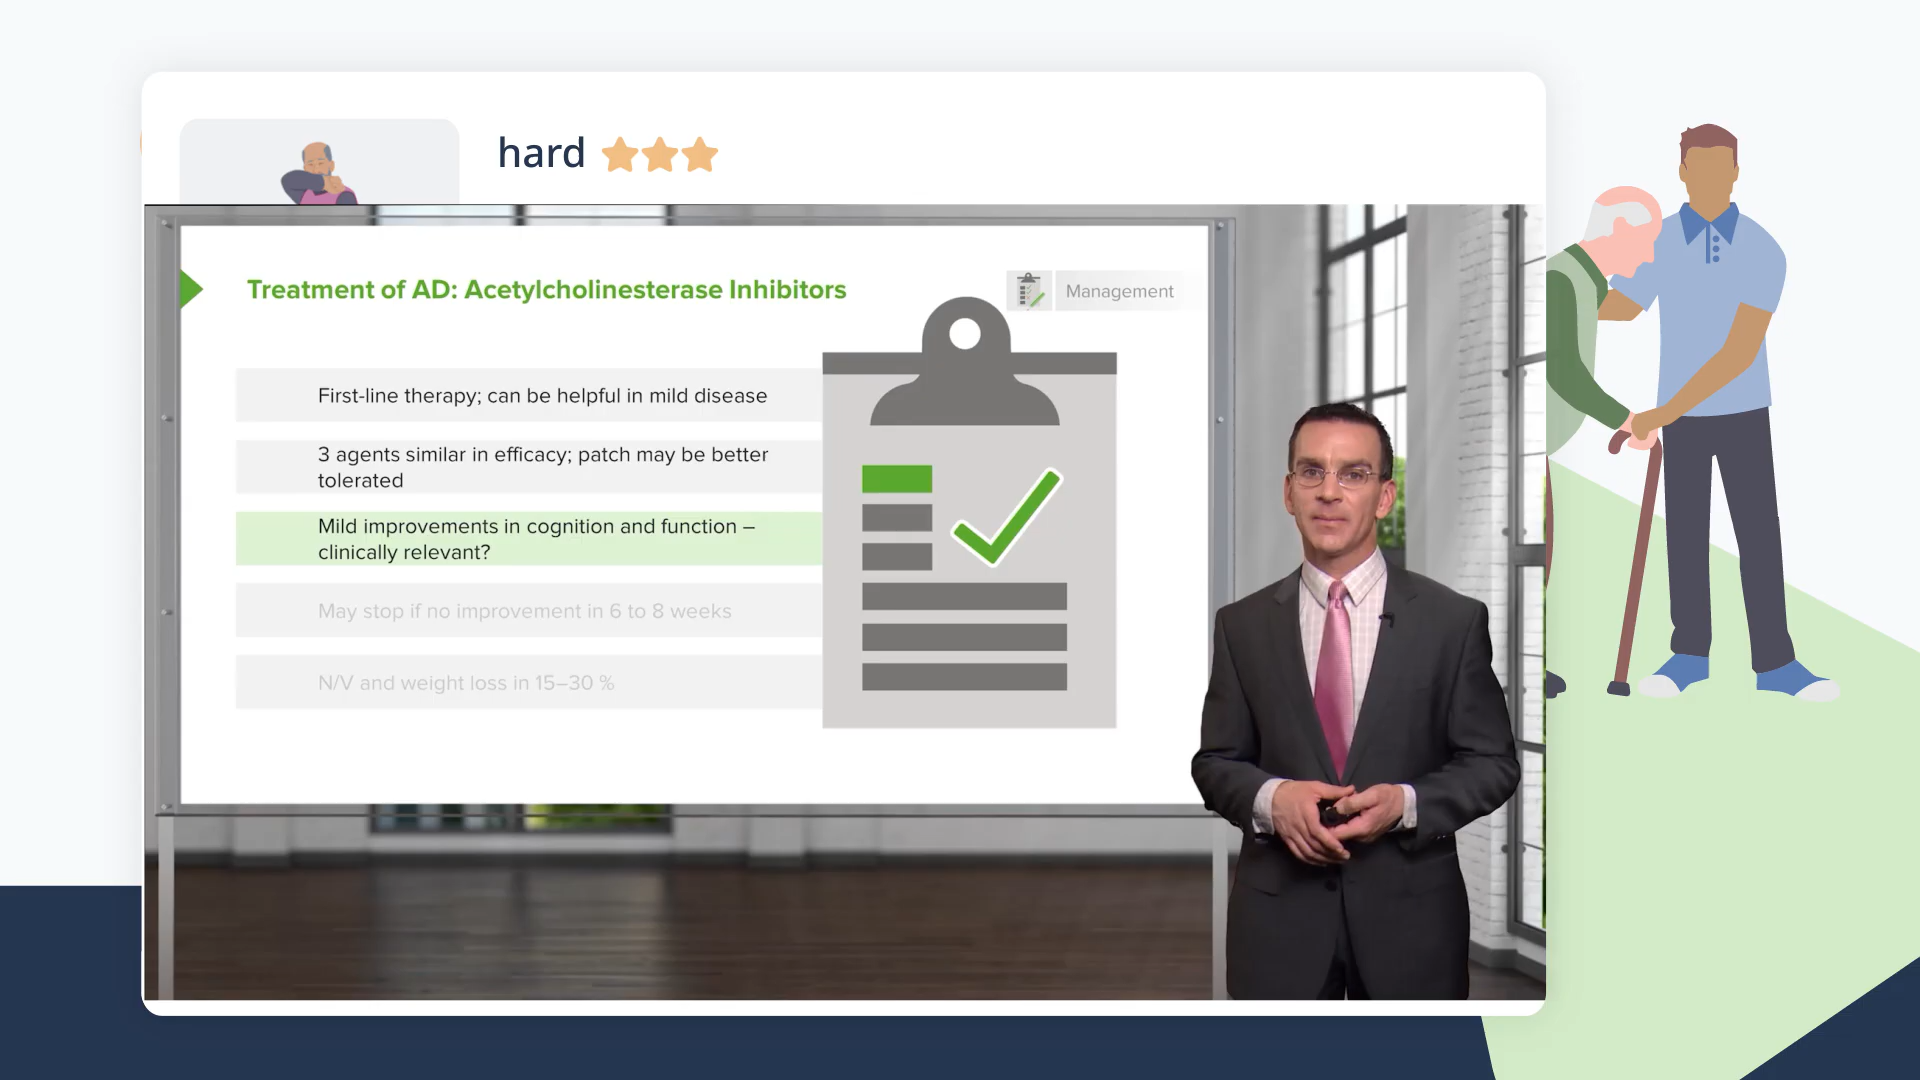 hard
Treatment of AD: Acetylcholinesterase Inhibitors
Management
First-line therapy; can be helpful in mild disease
3 agents similar in efficacy; patch may be better
tolerated
Mild improvements in cognition and function –
clinically relevant?
May stop if no improvement in 6 to 8 weeks
N/V and weight loss in 15–30 %